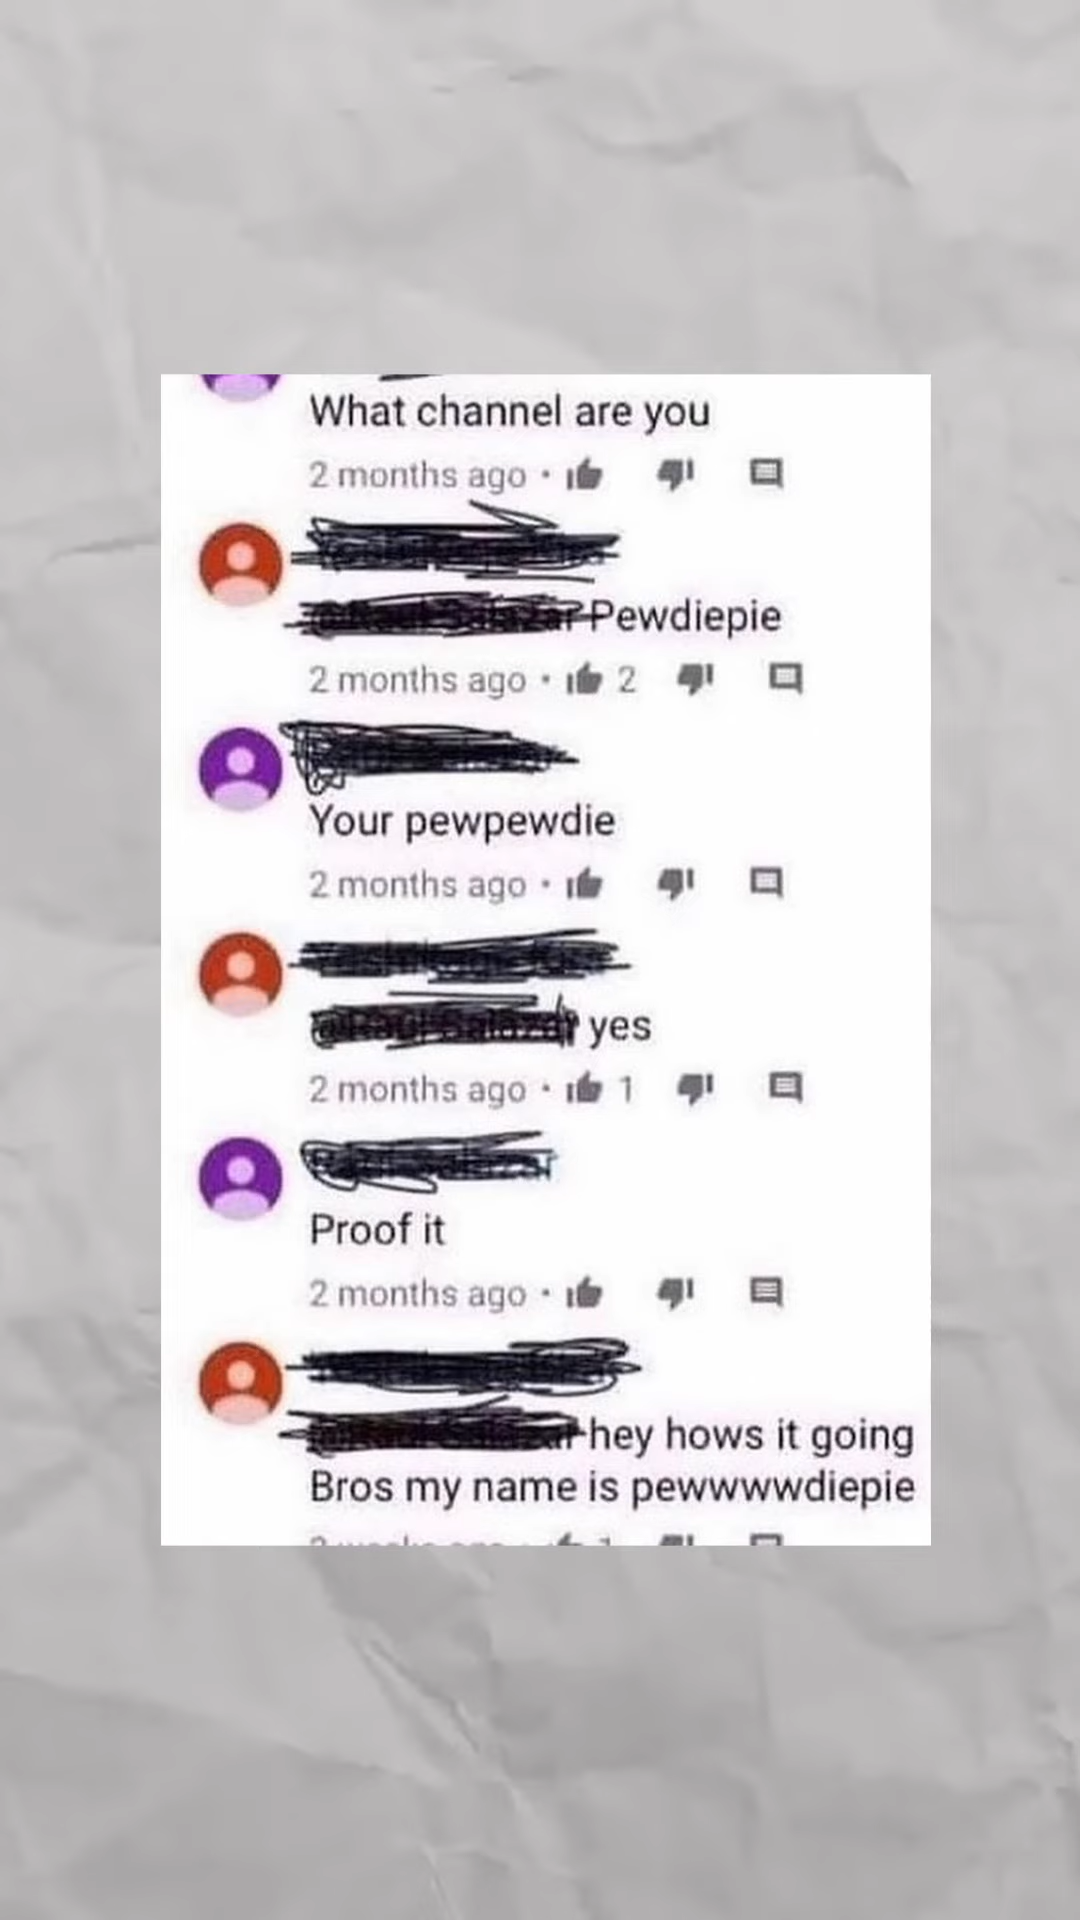 What channel are you
2 months ago •
Pewdiepie
2 months ago • 2
Your pewpewdie
2 months ago •
yes
2 months ago • 1
Proof it
2 months ago •
hey hows it going
Bros my name is pewwwwdiepie